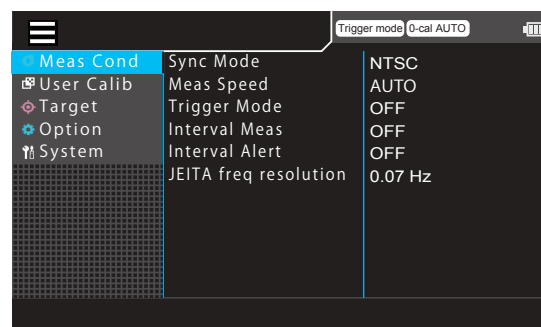 Trigger mode 0-cal AUTO
Meas Cond Sync Mode NTSC
User Calib Meas Speed AUTO
Target Trigger Mode OFF
Option Interval Meas OFF
System Interval Alert OFF
JEITA freq resolution 0.07 Hz